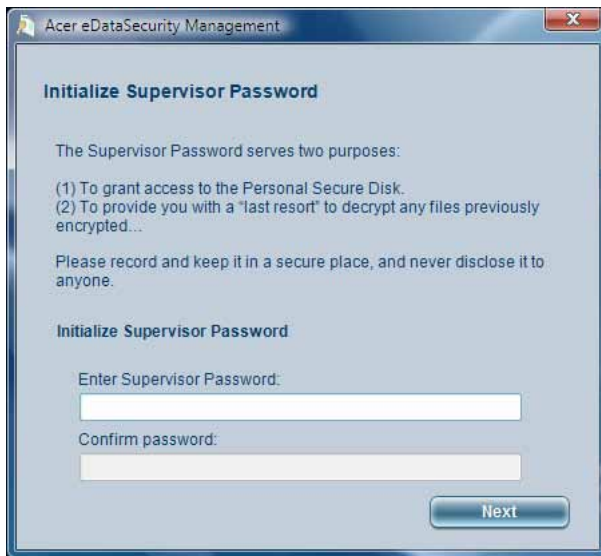 Acer eDataSecurity Management
Initialize Supervisor Password
The Supervisor Password serves two purposes:
(1) To grant access to the Personal Secure Disk.
(2) To provide you with a "last resort" to decrypt any files previously
encrypted...
Please record and keep it in a secure place, and never disclose it to
anyone.
Initialize Supervisor Password
Enter Supervisor Password:
Confirm password:
Next